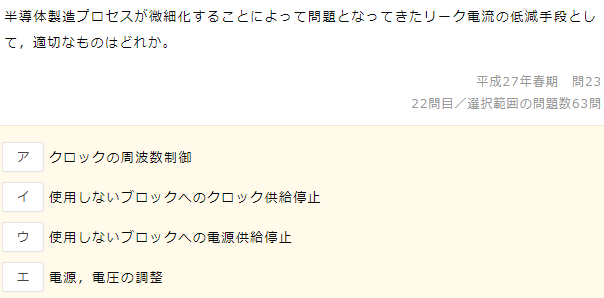 半導体製造プロセスが微細化することによって問題となってきたリーク電流の低減手段とし
て，適切なものはどれか。
平成27年春期　問23
22問目／選択範囲の問題数63問
ア　クロックの周波数制御
イ　使用しないブロックへのクロック供給停止
ウ　使用しないブロックへの電源供給停止
エ　電源，電圧の調整